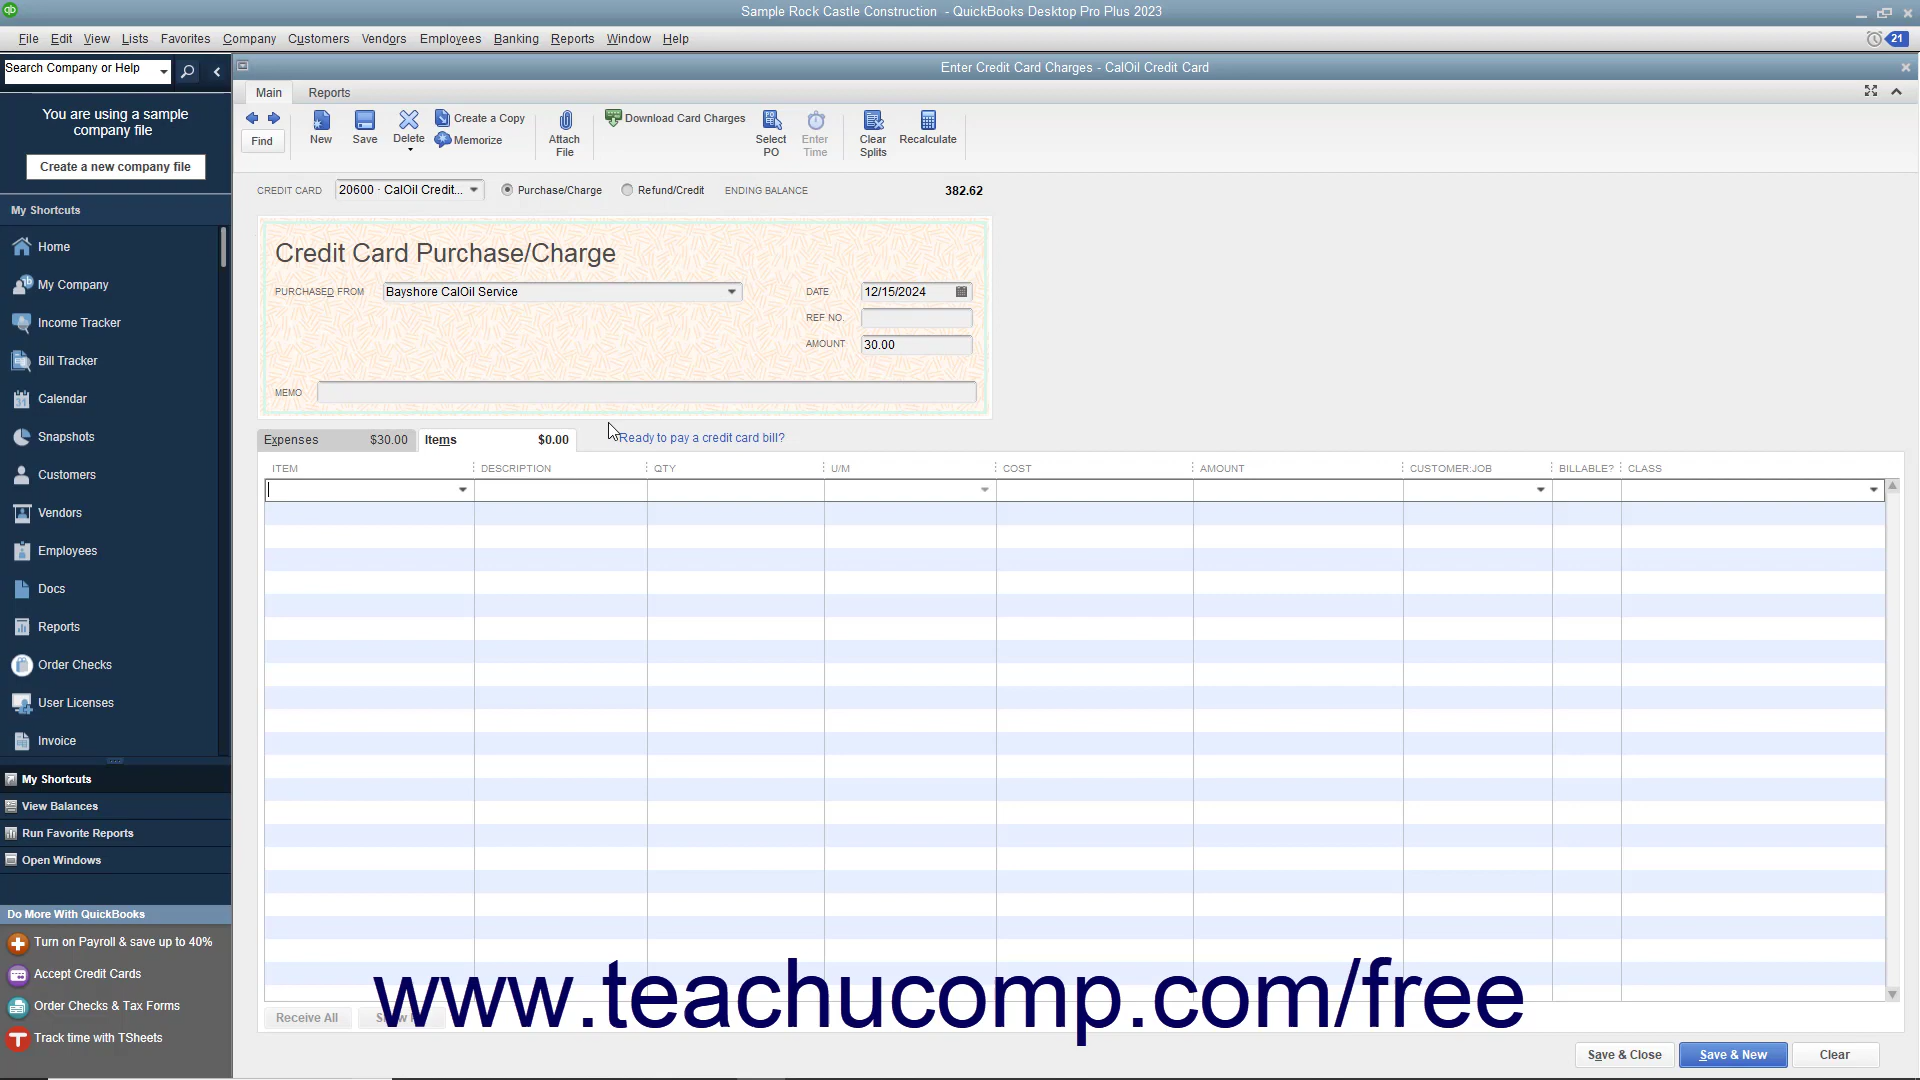 Sample Rock Castle Construction - QuickBooks Desktop Pro Plus 2023
File Edit View Lists Favorites Company Customers Vendors Employees Banking Reports Window Help
21
Search Company or Help
Enter Credit Card Charges - CalOil Credit Card
You are using a sample
company file
Create a new company file
My Shortcuts
Home
My Company
Income Tracker
Bill Tracker
Calendar
Snapshots
Customers
Vendors
Employees
Docs
Reports
Order Checks
User Licenses
Invoice
My Shortcuts
View Balances
Run Favorite Reports
Open Windows
Do More With QuickBooks
Turn on Payroll & save up to 40%
Accept Credit Cards
Order Checks & Tax Forms
Track time with TSheets
Main Reports
Find
New
Save
Delete
Create a Copy
Memorize
Attach
File
Download Card Charges
Select
PO
Enter
Time
Clear
Splits
Recalculate
CREDIT CARD 20600 · CalOil Credit... Purchase/Charge Refund/Credit ENDING BALANCE 382.62
Credit Card Purchase/Charge
PURCHASED FROM Bayshore CalOil Service DATE 12/15/2024
REF NO.
AMOUNT 30.00
MEMO
Expenses $30.00 Items $0.00 Ready to pay a credit card bill?
ITEM DESCRIPTION QTY U/M COST AMOUNT CUSTOMER:JOB BILLABLE? CLASS
Receive All
www.teachucomp.com/free
Save & Close Save & New Clear